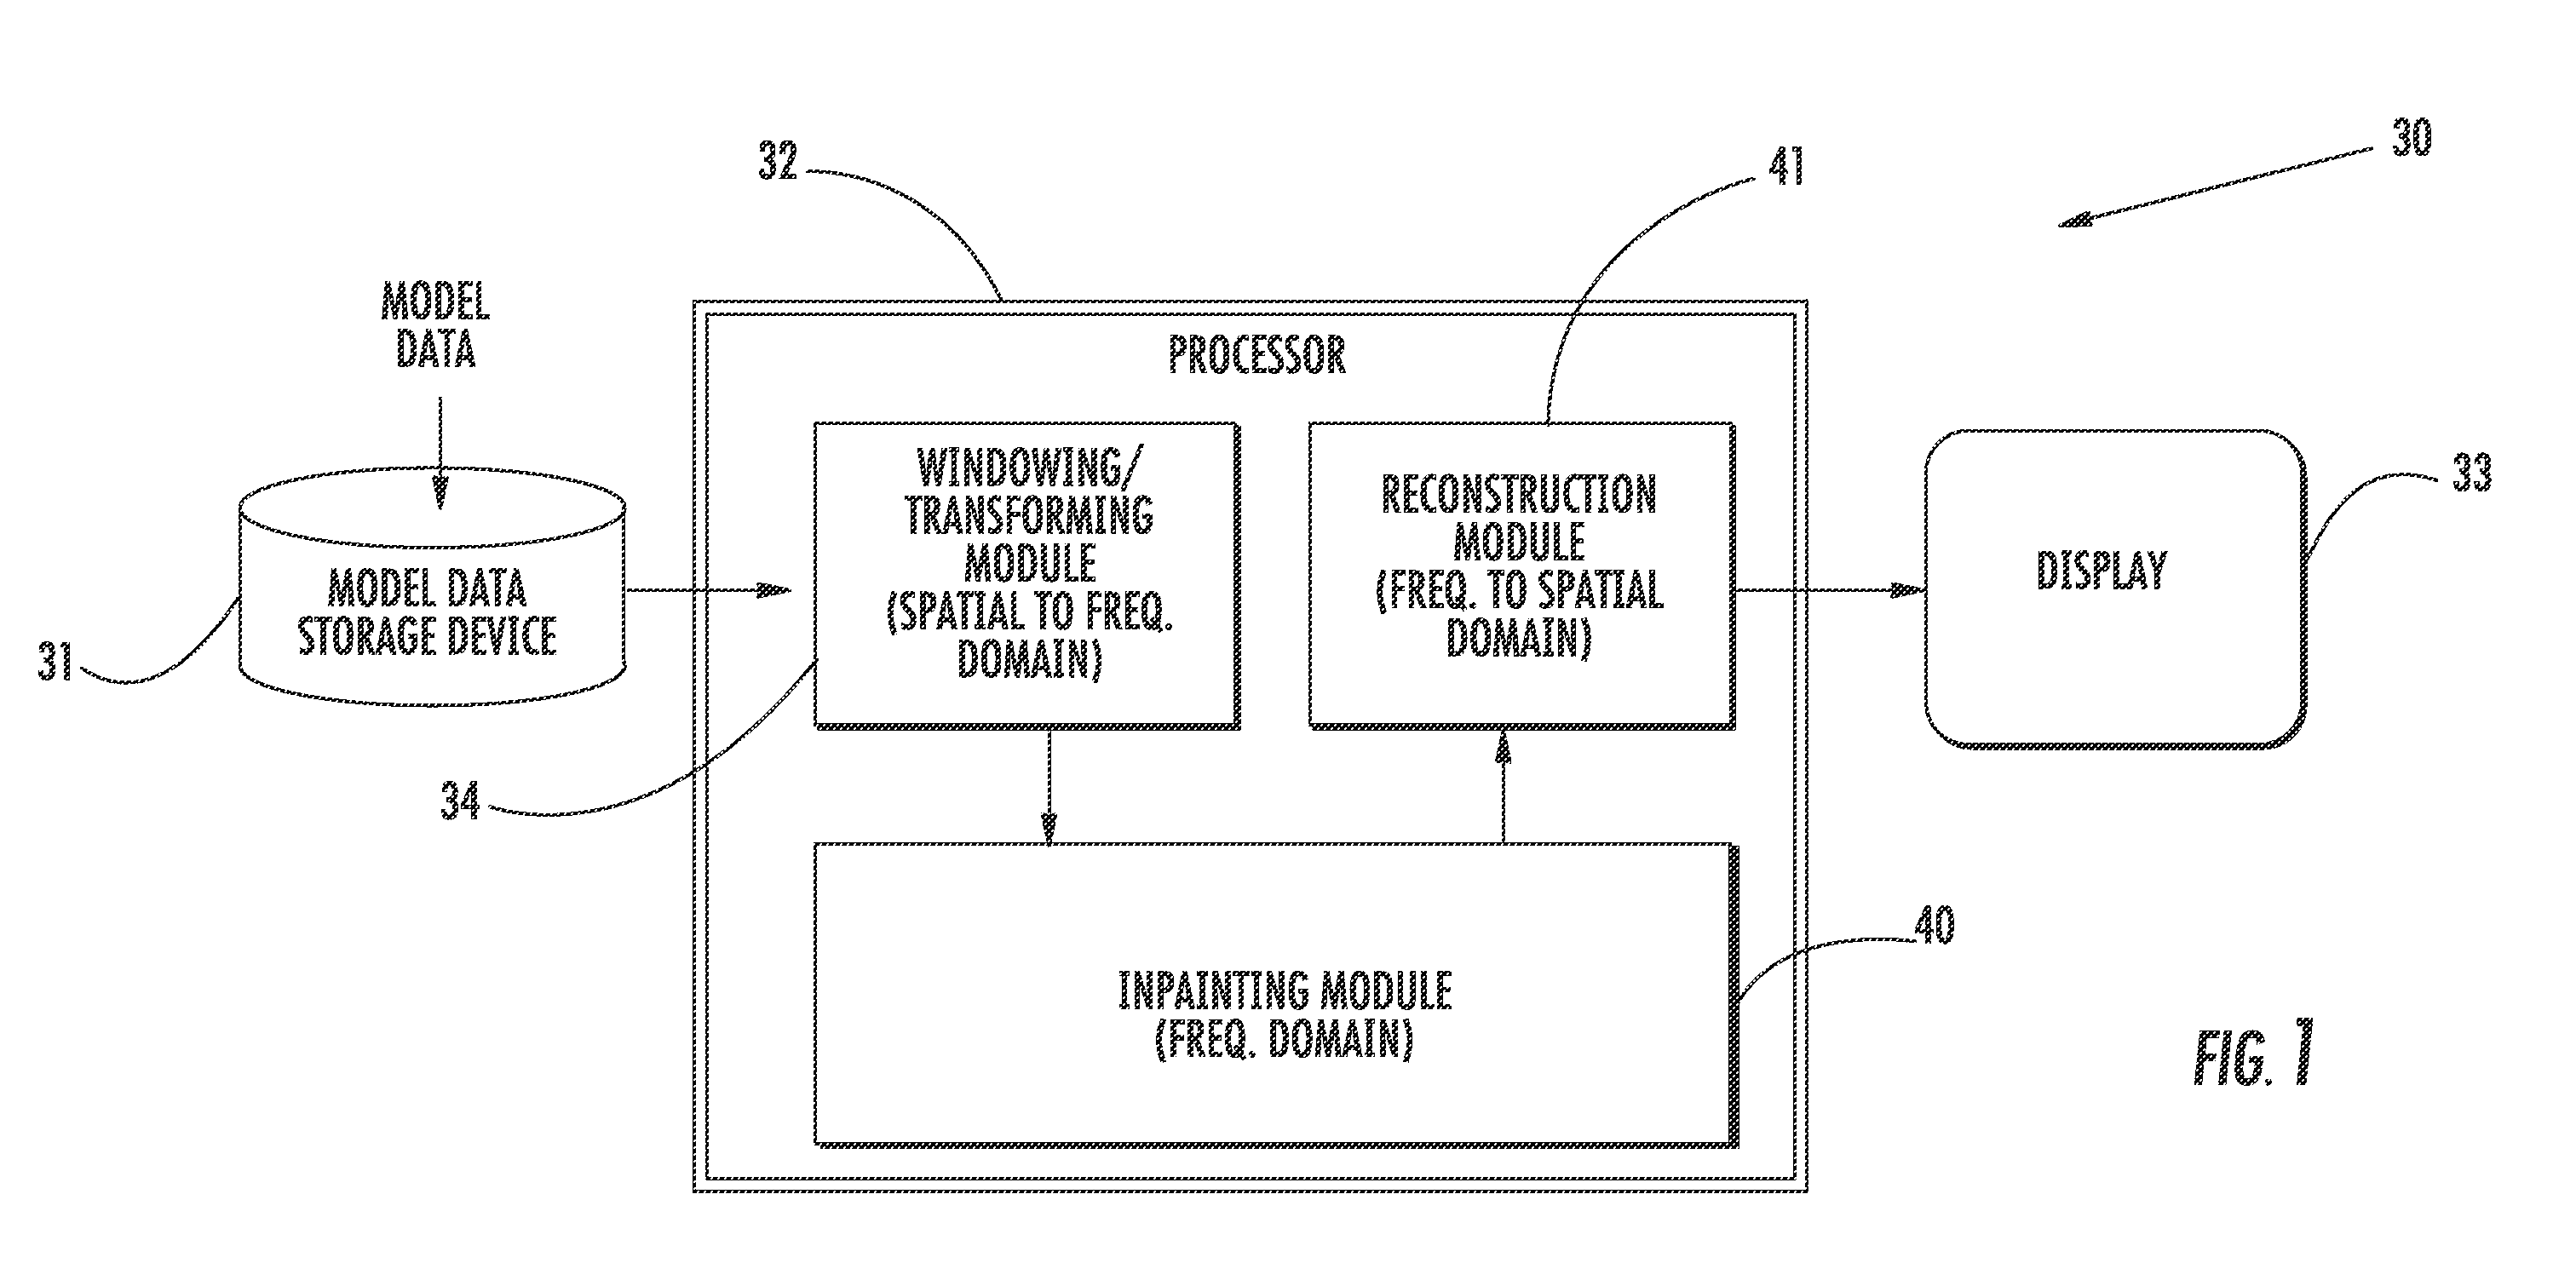 30
32
41
MODEL
DATA
PROCESSOR
WINDOWING/
TRANSFORMING
MODULE
(SPATIAL TO FREQ.
DOMAIN)
RECONSTRUCTION
MODULE
(FREQ. TO SPATIAL
DOMAIN)
33
DISPLAY
MODEL DATA
STORAGE DEVICE
31
34
40
INPAINTING MODULE
(FREQ. DOMAIN)
FIG. 1